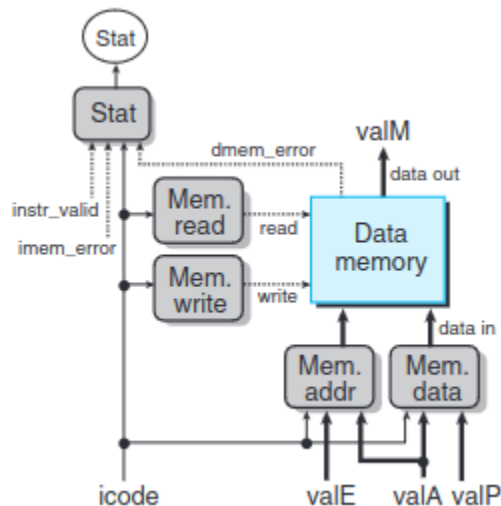 Stat
Stat
valM
dmem_error
data out
instr_valid
Mem.
read
read
Data
memory
imem_error
Mem.
write
write
data in
Mem.
addr
Mem.
data
icode
valE
valA
valP